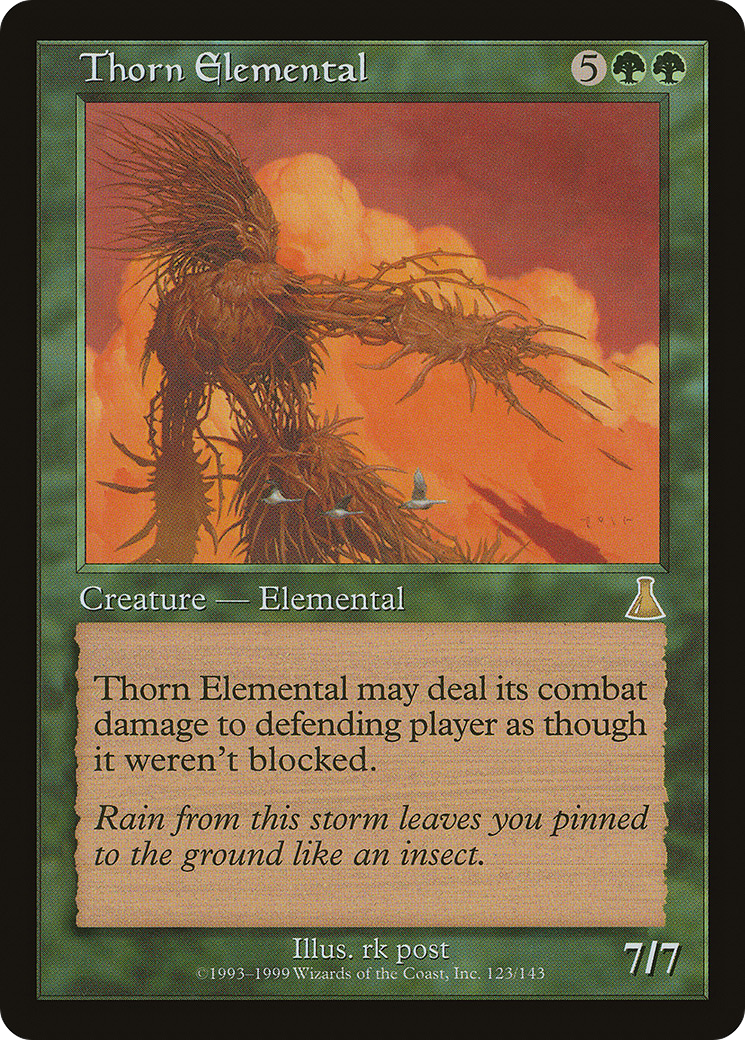 Thorn Elemental 5
Creature — Elemental
Thorn Elemental may deal its combat
damage to defending player as though
it weren't blocked.
Rain from this storm leaves you pinned
to the ground like an insect.
Illus. rk post
7/7
©1993–1999 Wizards of the Coast, Inc. 123/143